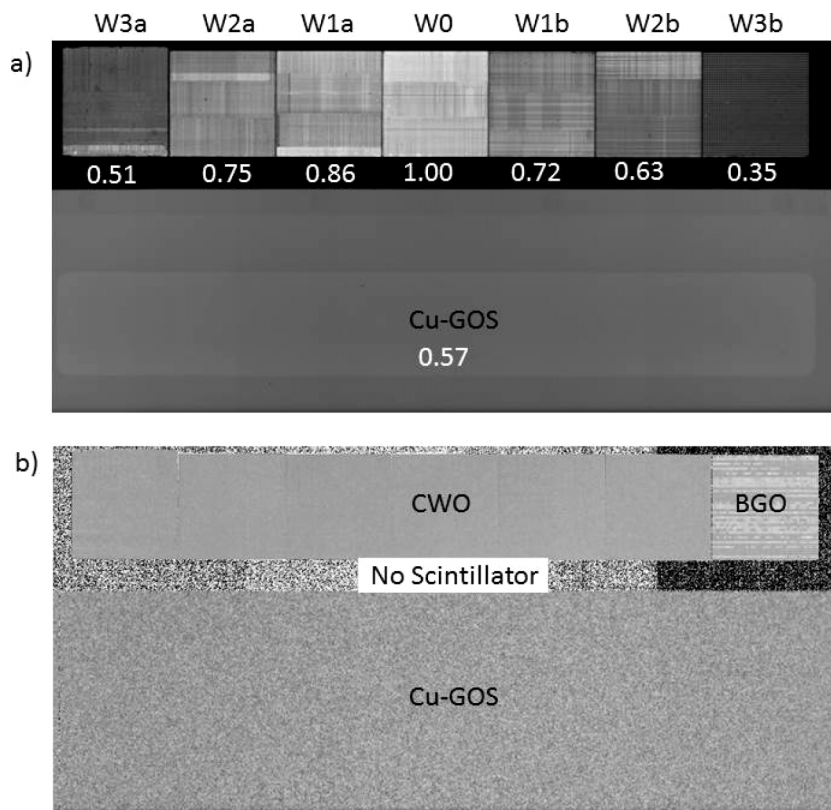 W3a W2a W1a W0 W1b W2b W3b
a)
0.51 0.75 0.86 1.00 0.72 0.63 0.35
Cu-GOS
0.57
b)
CWO BGO
No Scintillator
Cu-GOS